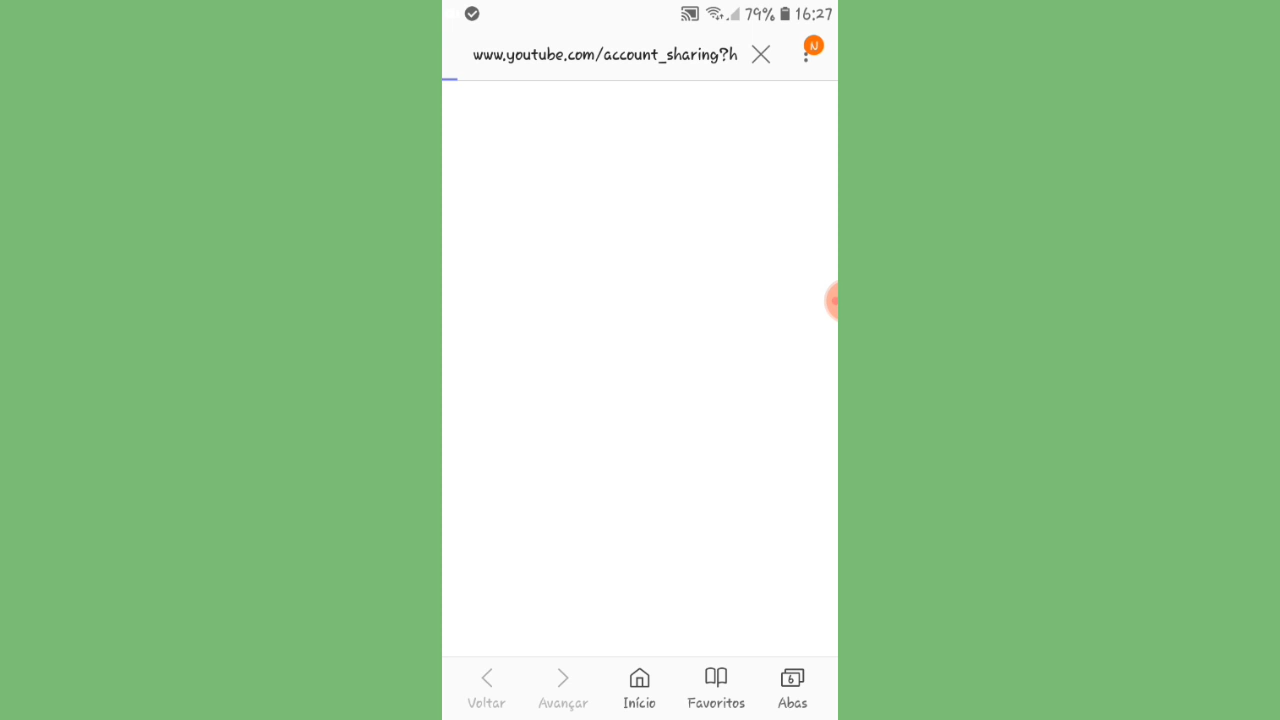 79% 16:27
www.youtube.com/account_sharing?h
N
6
Voltar Avançar Início Favoritos Abas